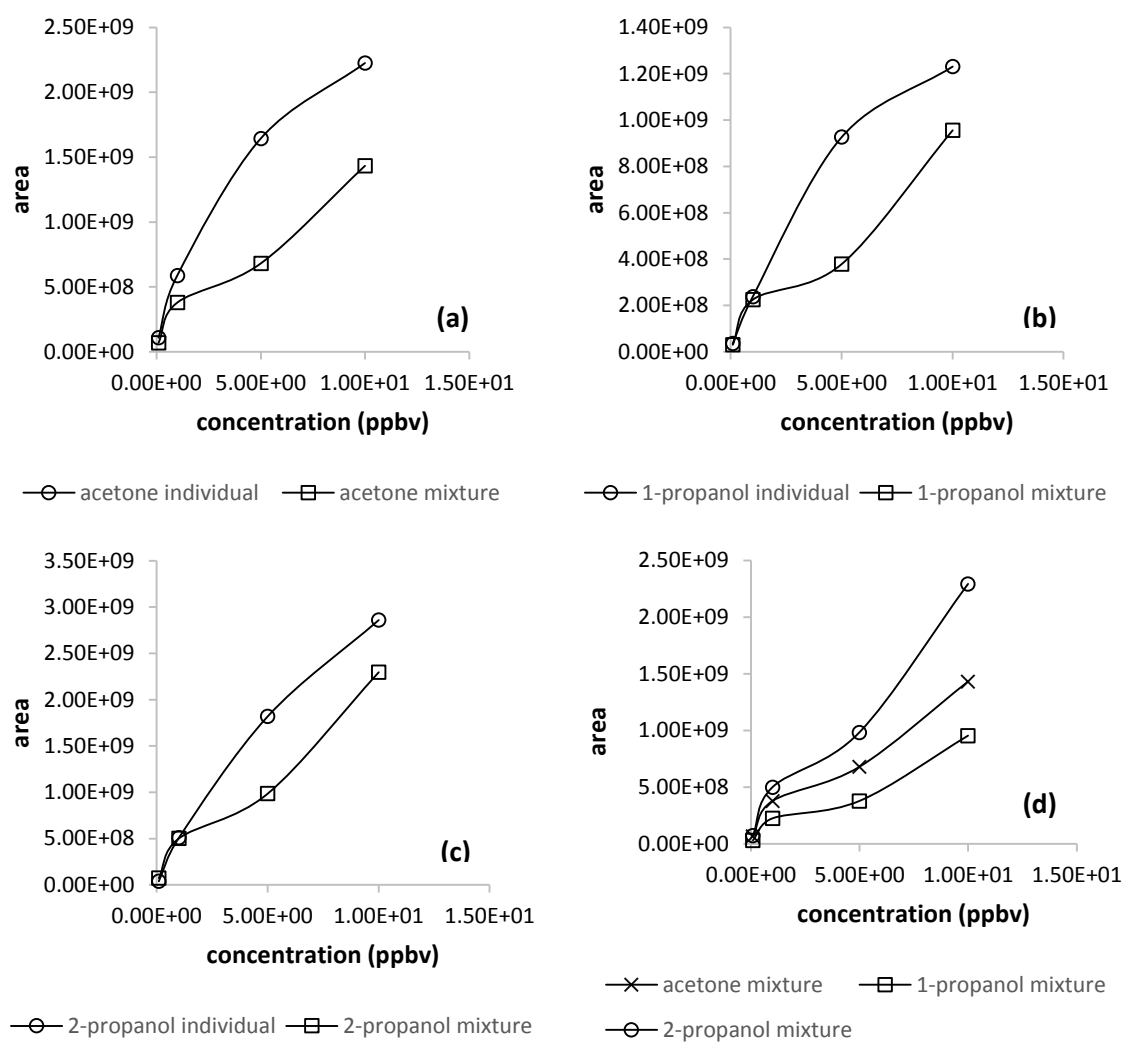 2.50E+09
2.00E+09
1.50E+09
1.00E+09
5.00E+08
0.00E+00
area
(a)
0.00E+00 5.00E+00 1.00E+01 1.50E+01
concentration (ppbv)
acetone individual acetone mixture
1.40E+09
1.20E+09
1.00E+09
8.00E+08
6.00E+08
4.00E+08
2.00E+08
0.00E+00
area
(b)
0.00E+00 5.00E+00 1.00E+01 1.50E+01
concentration (ppbv)
1-propanol individual 1-propanol mixture
3.50E+09
3.00E+09
2.50E+09
2.00E+09
1.50E+09
1.00E+09
5.00E+08
0.00E+00
area
(c)
0.00E+00 5.00E+00 1.00E+01 1.50E+01
concentration (ppbv)
2-propanol individual 2-propanol mixture
2.50E+09
2.00E+09
1.50E+09
1.00E+09
5.00E+08
0.00E+00
area
(d)
0.00E+00 5.00E+00 1.00E+01 1.50E+01
concentration (ppbv)
acetone mixture 1-propanol mixture
2-propanol mixture